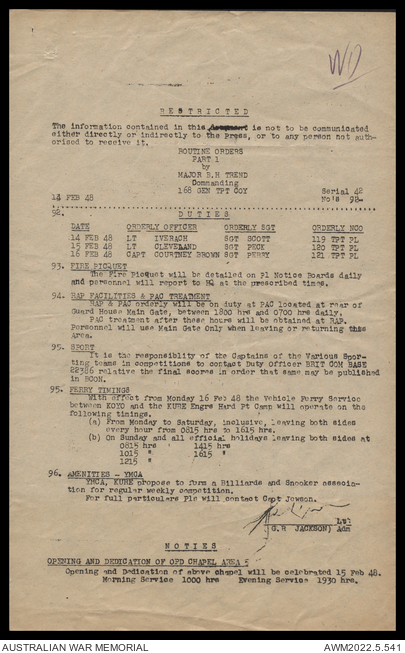 WD
RESTRICTED
The information contained in this document is not to be communicated
either directly or indirectly to the Press, or to any person not auth-
orised to receive it.
ROUTINE ORDERS
PART 1
by
MAJOR B.H TREND
Commanding
168 GEN TPT COY
Serial 42
14 FEB 48
No's 92-
92. DUTIES
DATE ORDERLY OFFICER ORDERLY SGT ORDERLY NCO
14 FEB 48 LT IVERACH SGT SCOTT 119 TPT PL
15 FEB 48 LT CLEVELAND SGT PECK 120 TPT PL
16 FEB 48 CAPT COURTNEY BROWN SGT PERRY 121 TPT PL
93. FIRE PICQUET
The Fire Picquet will be detailed on Pl Notice Boards daily
and personnel will report to HQ at the prescribed times.
94. RAP FACILITIES & PAC TREATMENT
RAP & PAC orderly will be on duty at PAC located at rear of
Guard House Main Gate, between 1800 hrs and 0700 hrs daily.
PAC treatment after these hours will be obtained at RAP.
Personnel will use Main Gate Only when leaving or returning this
Area.
95. SPORT
It is the responsiblity of the Captains of the Various Spor-
ting teams in competitions to contact Duty Officer BRIT COM BASE
22786 relative the final scores in order that same may be published
in BCON.
95. FERRY TIMINGS
With effect from Monday 16 Feb 48 the Vehicle Ferry Service
between KOYO and the KURE Engrs Hard Pt Camp will operate on the
following timings.
(a) From Monday to Saturday, inclusive, leaving both sides
every hour from 0815 hrs to 1615 hrs.
(b) On Sunday and all official holidays leaving both sides at
0815 hrs ' 1415 hrs
1015 " 1615 "
1215 "
96. AMENITIES - YMCA
YMCA, KURE propose to form a Billiards and Snooker associa-
tion for regular weekly competition.
For full particulars Pls will contact Capt Jowson.
Lt
(G.R JACKSON) Adm
NOTIES
OPENING AND DEDICATION OF OPD CHAPEL AREA 5
Opening and Dedication of above chapel will be celebrated 15 Feb 48.
Morning Service 1000 hrs Evening Service 1930 hrs.
AUSTRALIAN WAR MEMORIAL
AWM2022.5.541